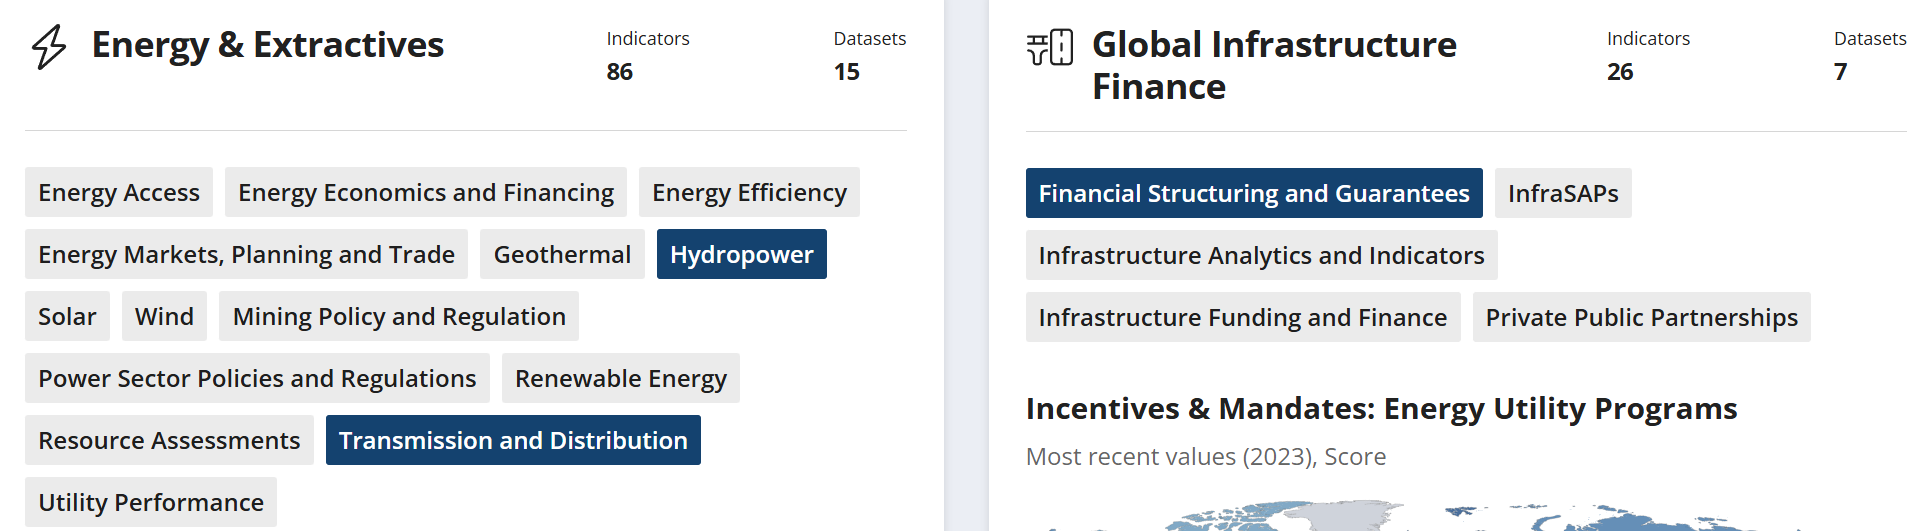 Energy & Extractives
Indicators
86
Datasets
15
Energy Access
Energy Economics and Financing
Energy Efficiency
Energy Markets, Planning and Trade
Geothermal
Hydropower
Solar
Wind
Mining Policy and Regulation
Power Sector Policies and Regulations
Renewable Energy
Resource Assessments
Transmission and Distribution
Utility Performance
Global Infrastructure
Finance
Indicators
26
Datasets
7
Financial Structuring and Guarantees
InfraSAPs
Infrastructure Analytics and Indicators
Infrastructure Funding and Finance
Private Public Partnerships
Incentives & Mandates: Energy Utility Programs
Most recent values (2023), Score